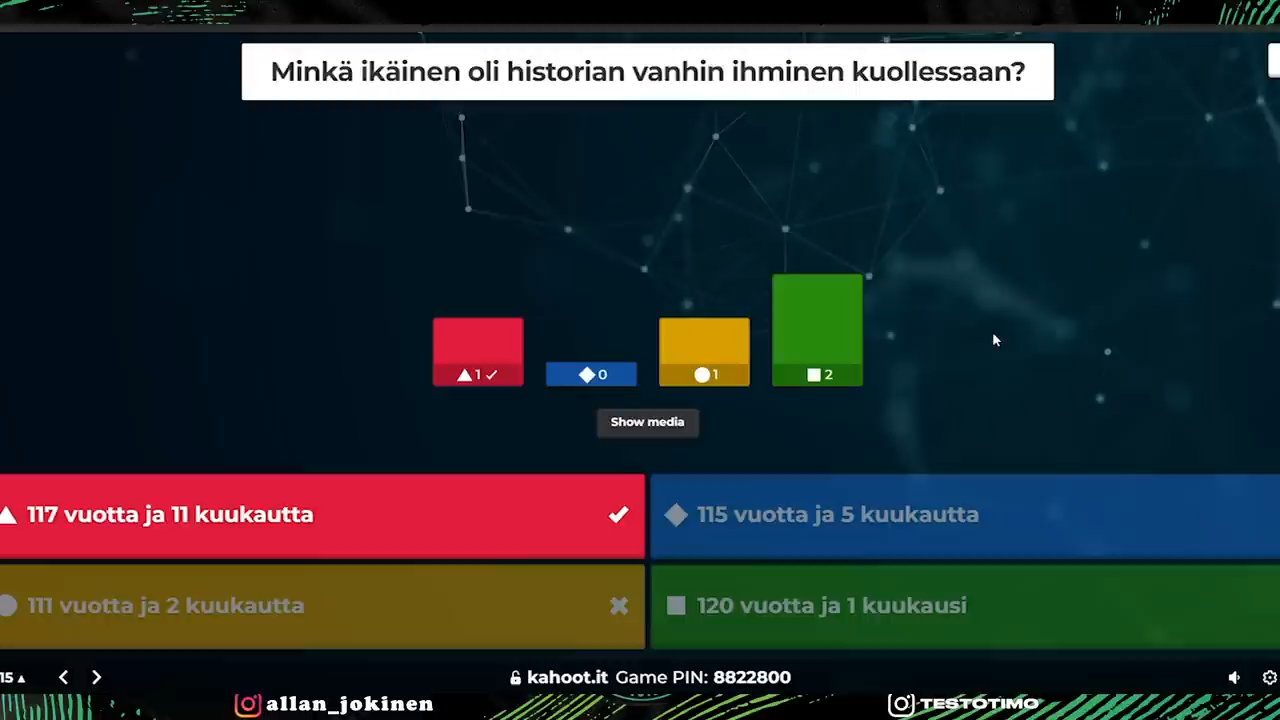 Minkä ikäinen oli historian vanhin ihminen kuollessaan?
1
0
1
2
Show media
117 vuotta ja 11 kuukautta
115 vuotta ja 5 kuukautta
111 vuotta ja 2 kuukautta
120 vuotta ja 1 kuukausi
15
kahoot.it Game PIN: 8822800
allan_jokinen
TESTOTIMO